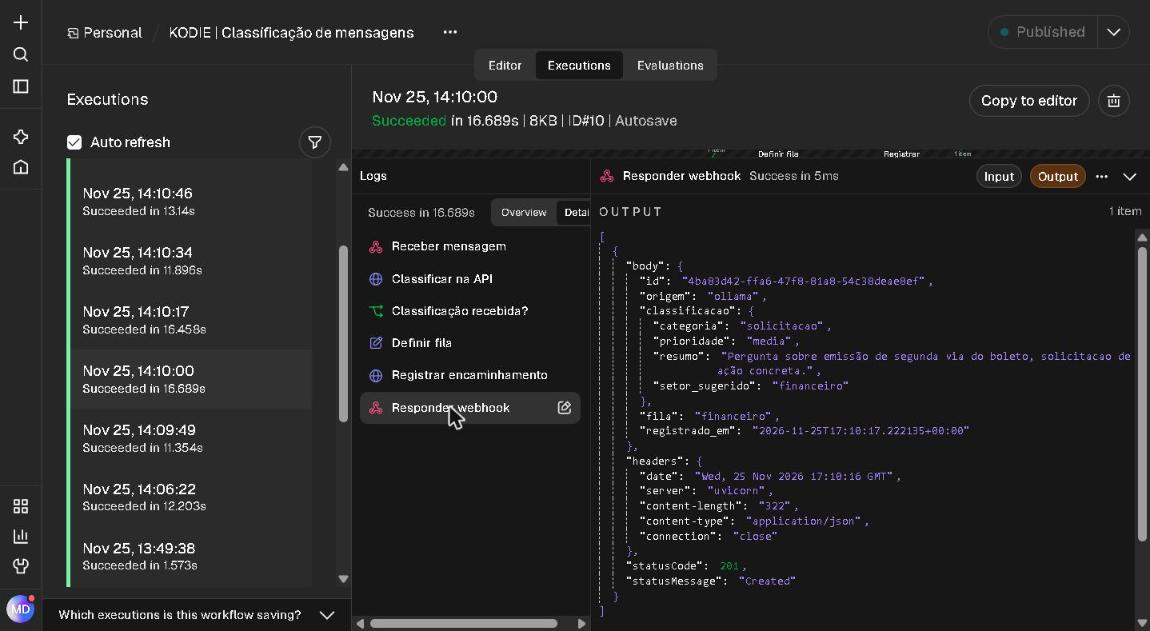 Personal / KODIE | Classificação de mensagens ...
Published
Editor Executions Evaluations
Executions
Auto refresh
Nov 25, 14:10:46
Succeeded in 13.14s
Nov 25, 14:10:34
Succeeded in 11.896s
Nov 25, 14:10:17
Succeeded in 16.458s
Nov 25, 14:10:00
Succeeded in 16.689s
Nov 25, 14:09:49
Succeeded in 11.354s
Nov 25, 14:06:22
Succeeded in 12.203s
Nov 25, 13:49:38
Succeeded in 1.573s
Which executions is this workflow saving?
MD
Nov 25, 14:10:00
Succeeded in 16.689s | 8KB | ID#10 | Autosave
Copy to editor
Definir fila Registrar 1 item
Logs
Success in 16.689s Overview Detai
Receber mensagem
Classificar na API
Classificação recebida?
Definir fila
Registrar encaminhamento
Responder webhook
Responder webhook Success in 5ms
Input Output ...
OUTPUT 1 item
[
{
"body": {
"id": "4ba83d42-ffa6-47f8-81a8-54c38deae8ef",
"origem": "ollama",
"classificacao": {
"categoria": "solicitacao",
"prioridade": "media",
"resumo": "Pergunta sobre emissão de segunda via do boleto, solicitacao de
ação concreta.",
"setor_sugerido": "financeiro"
},
"fila": "financeiro",
"registrado_em": "2026-11-25T17:10:17.222135+00:00"
},
"headers": {
"date": "Wed, 25 Nov 2026 17:10:16 GMT",
"server": "uvicorn",
"content-length": "322",
"content-type": "application/json",
"connection": "close"
},
"statusCode": 201,
"statusMessage": "Created"
}
]